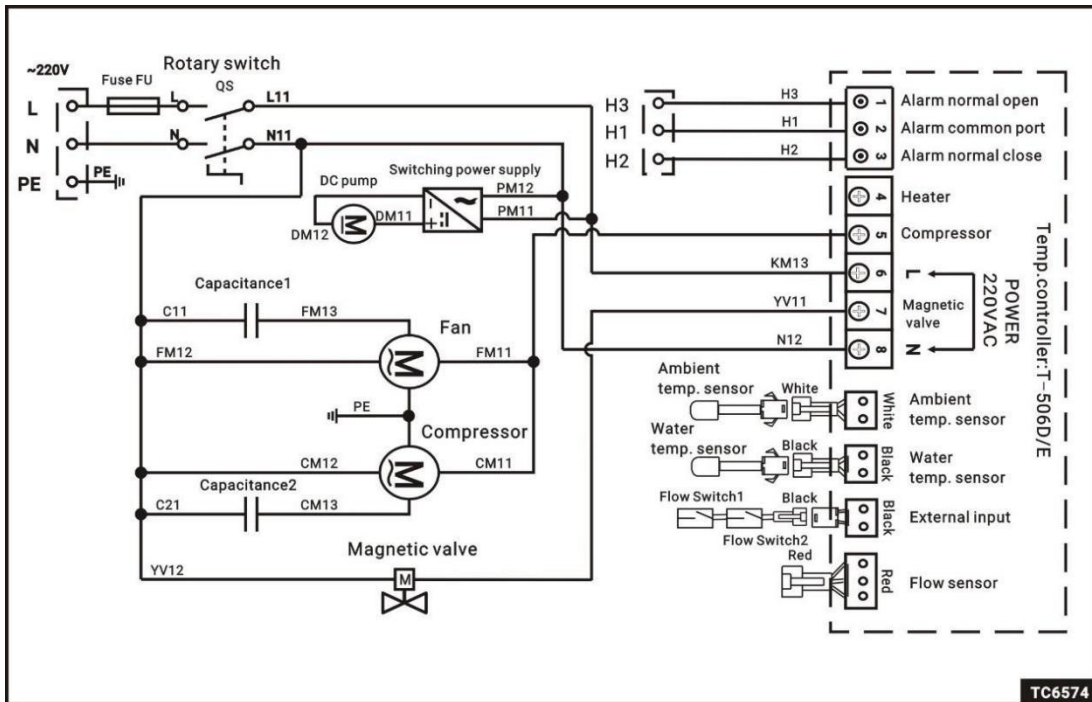 ~220V
Fuse FU
Rotary switch
QS
L
L
L11
N
N
N11
PE
PE
DC pump
Switching power supply
PM12
PM11
DM12
M
DM11
- ~
+ =
Capacitance1
C11
FM13
Fan
FM12
M
FM11
PE
Compressor
CM12
M
CM11
Capacitance2
C21
CM13
Magnetic valve
YV12
M
H3
H3
1
Alarm normal open
H1
H1
2
Alarm common port
H2
H2
3
Alarm normal close
4
Heater
5
Compressor
KM13
6
L
YV11
7
Magnetic
valve
N12
8
N
POWER
220VAC
Temp.controller:T-506D/E
Ambient
temp. sensor
White
White
Ambient
temp. sensor
Water
temp. sensor
Black
Black
Water
temp. sensor
Flow Switch1
Black
Black
External input
Flow Switch2
Red
Red
Flow sensor
TC6574